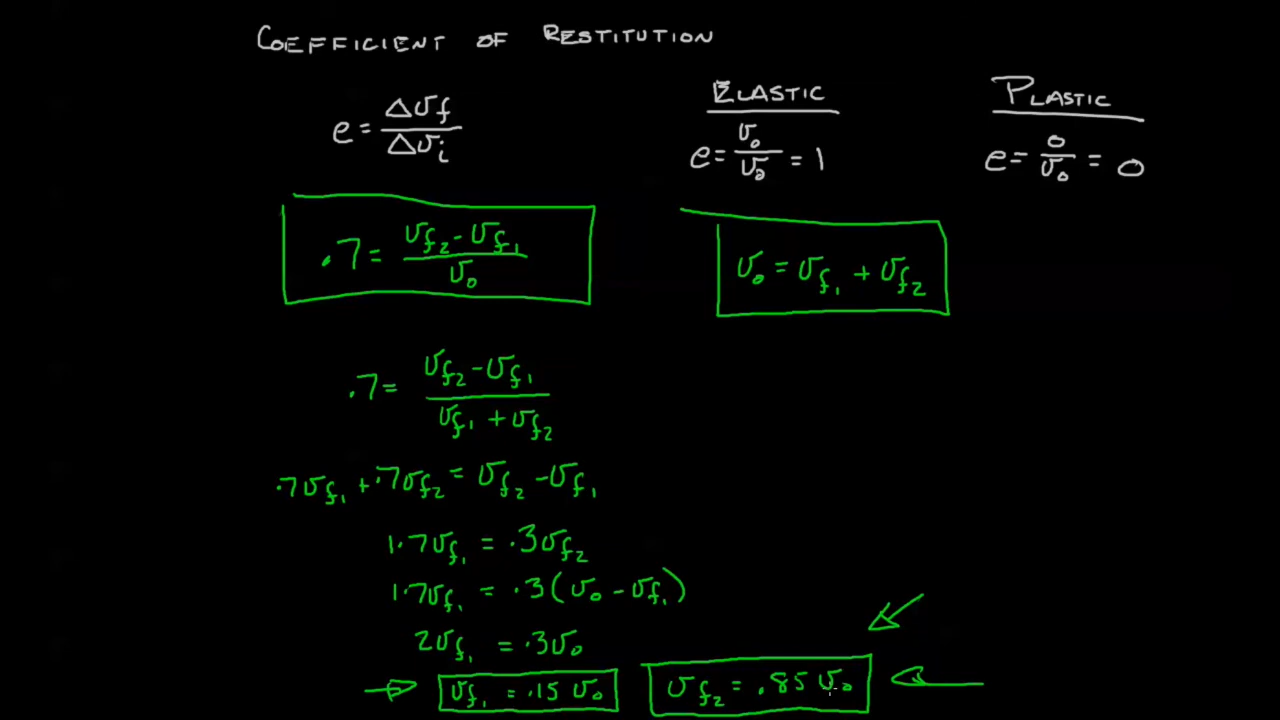 COEFFICIENT OF RESTITUTION
e = Δvf / Δvi
ELASTIC
e = v₀ / v₀ = 1
PLASTIC
e = 0 / v₀ = 0
.7 = (vf₂ - vf₁) / v₀
v₀ = vf₁ + vf₂
.7 = (vf₂ - vf₁) / (vf₁ + vf₂)
.7vf₁ + .7vf₂ = vf₂ - vf₁
1.7vf₁ = .3vf₂
1.7vf₁ = .3(v₀ - vf₁)
2vf₁ = .3v₀
vf₁ = .15 v₀
vf₂ = .85 v₀